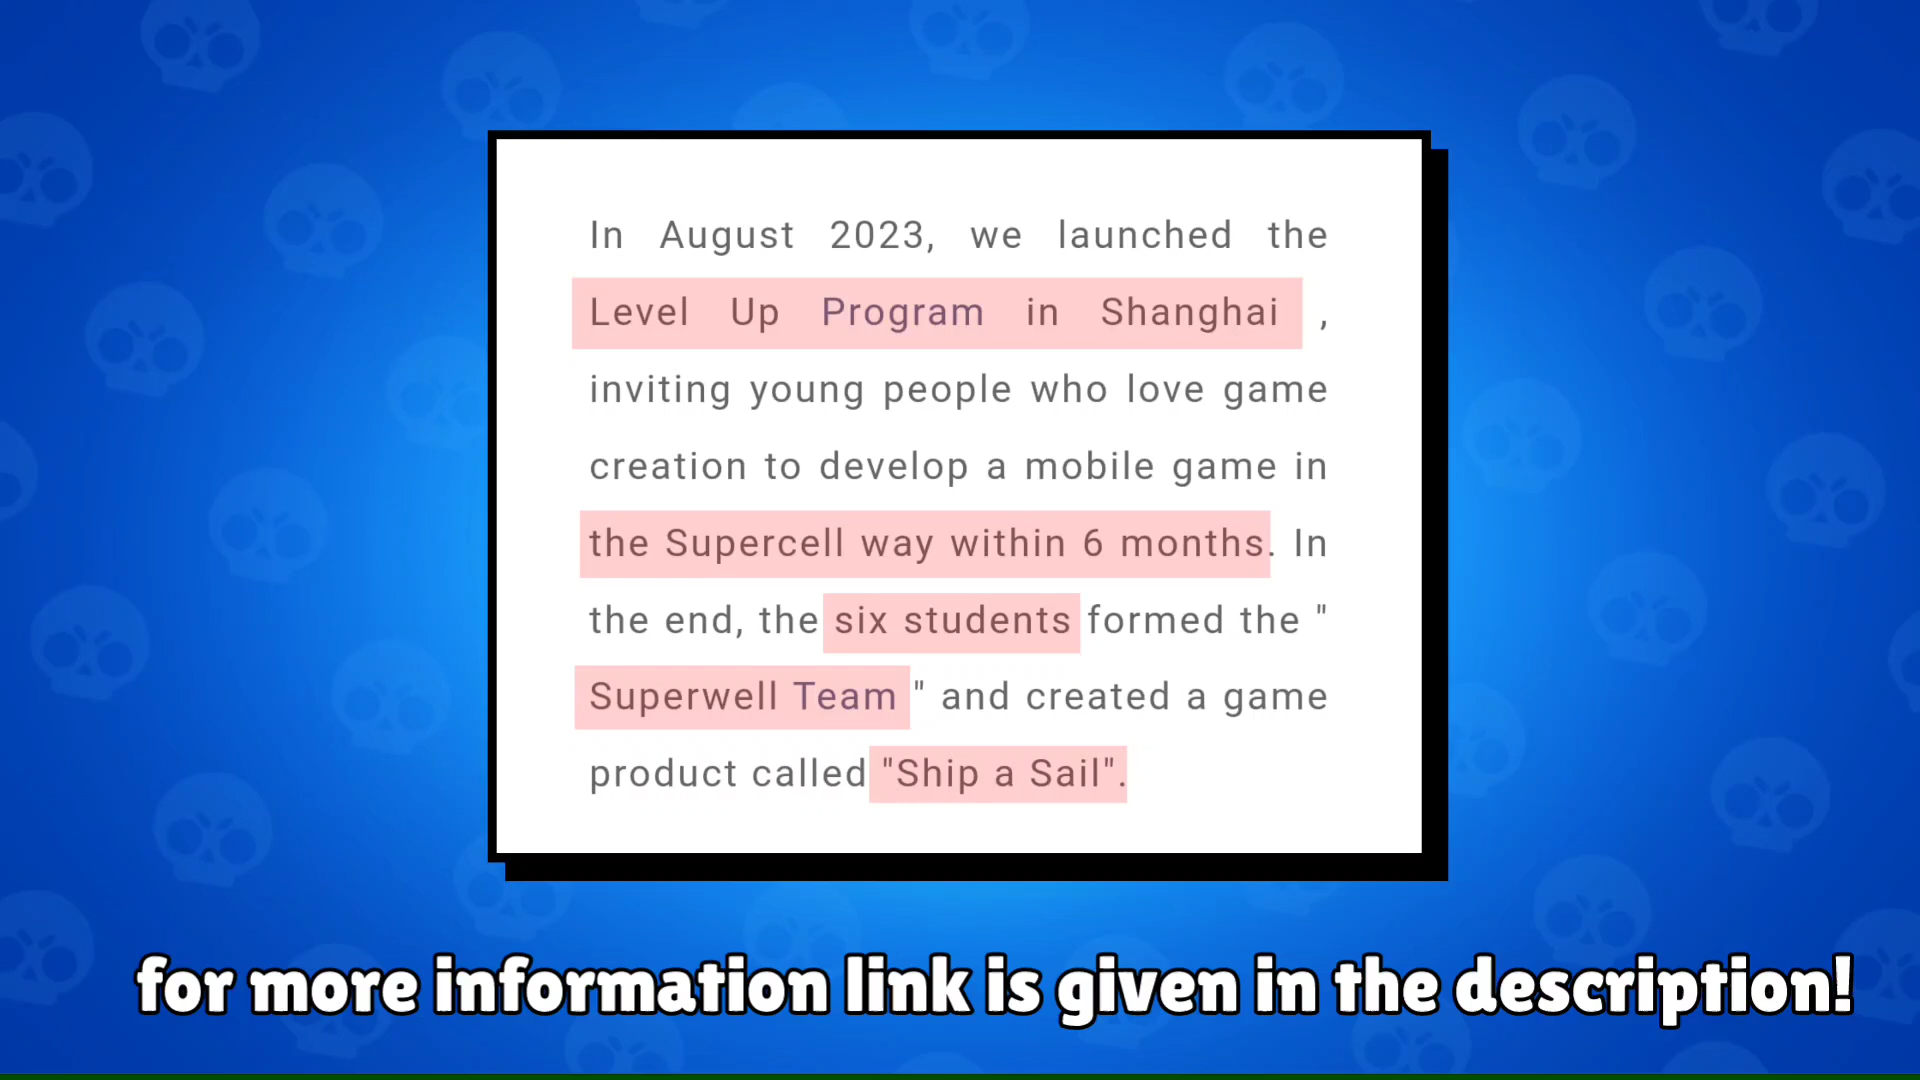 In August 2023, we launched the
Level Up Program in Shanghai ,
inviting young people who love game
creation to develop a mobile game in
the Supercell way within 6 months. In
the end, the six students formed the "
Superwell Team " and created a game
product called "Ship a Sail".
for more information link is given in the description!